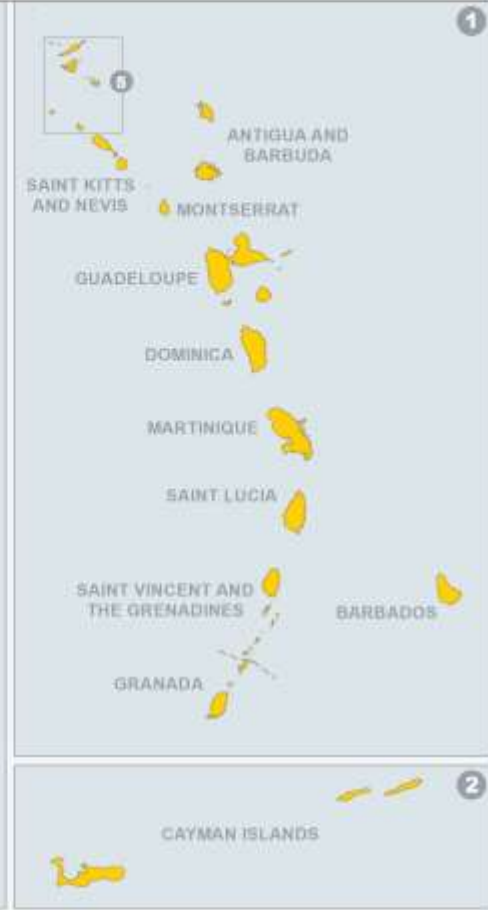 1
5
ANTIGUA AND
BARBUDA
SAINT KITTS
AND NEVIS
MONTSERRAT
GUADELOUPE
DOMINICA
MARTINIQUE
SAINT LUCIA
SAINT VINCENT AND
THE GRENADINES
BARBADOS
GRANADA
2
CAYMAN ISLANDS